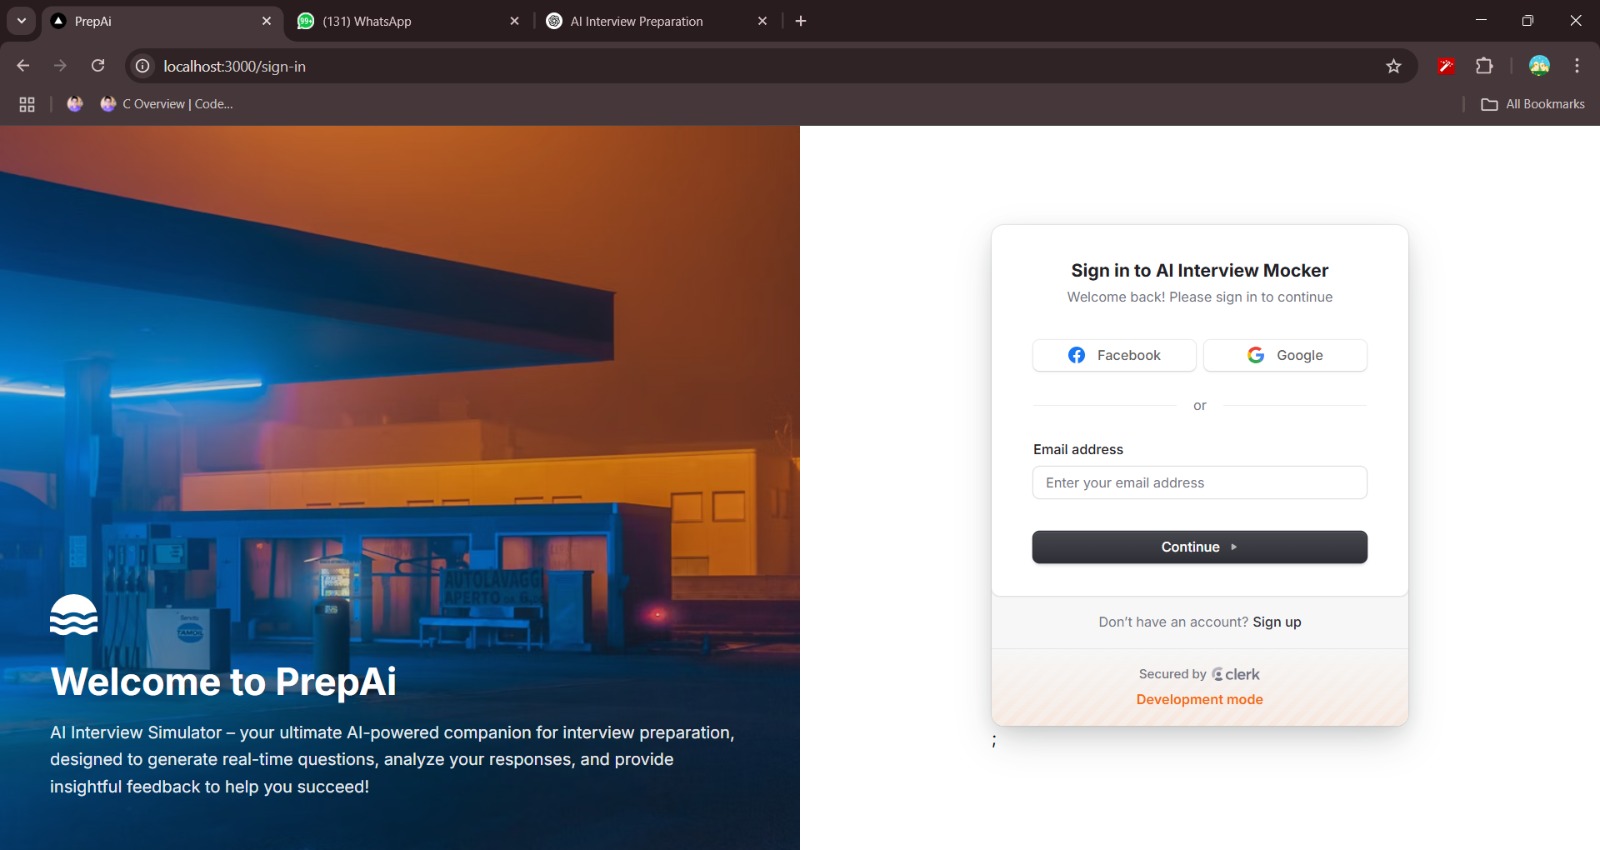 PrepAi
(131) WhatsApp
AI Interview Preparation
localhost:3000/sign-in
C Overview | Code...
All Bookmarks
AUTOLAVAGG
APERTO
TAMOIL
Welcome to PrepAi
AI Interview Simulator – your ultimate AI-powered companion for interview preparation,
designed to generate real-time questions, analyze your responses, and provide
insightful feedback to help you succeed!
Sign in to AI Interview Mocker
Welcome back! Please sign in to continue
Facebook
Google
or
Email address
Enter your email address
Continue
Don't have an account? Sign up
Secured by clerk
Development mode
;